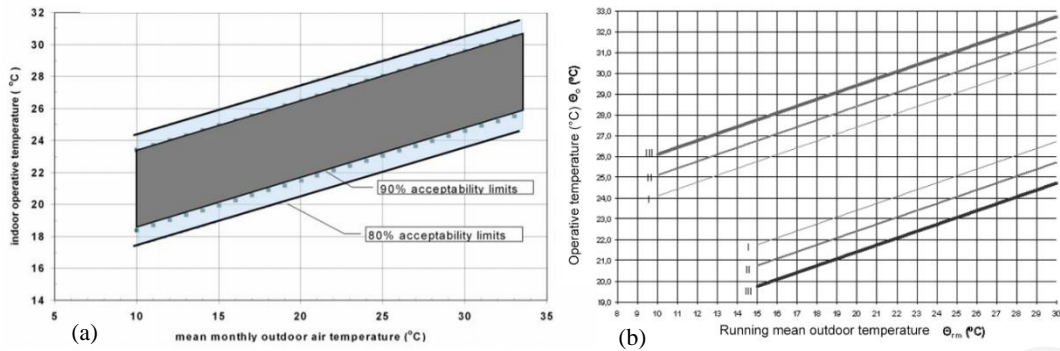 32
30
28
26
24
22
20
18
16
14
indoor operative temperature (°C)
90% acceptability limits
80% acceptability limits
5
10
15
20
25
30
35
mean monthly outdoor air temperature (°C)
(a)
33,0
32,0
31,0
30,0
29,0
28,0
27,0
26,0
25,0
24,0
23,0
22,0
21,0
20,0
19,0
Operative temperature (°C) Θo (ºC)
III
II
I
I
II
III
8 9 10 11 12 13 14 15 16 17 18 19 20 21 22 23 24 25 26 27 28 29 30
(b)
Running mean outdoor temperature Θrm (ºC)